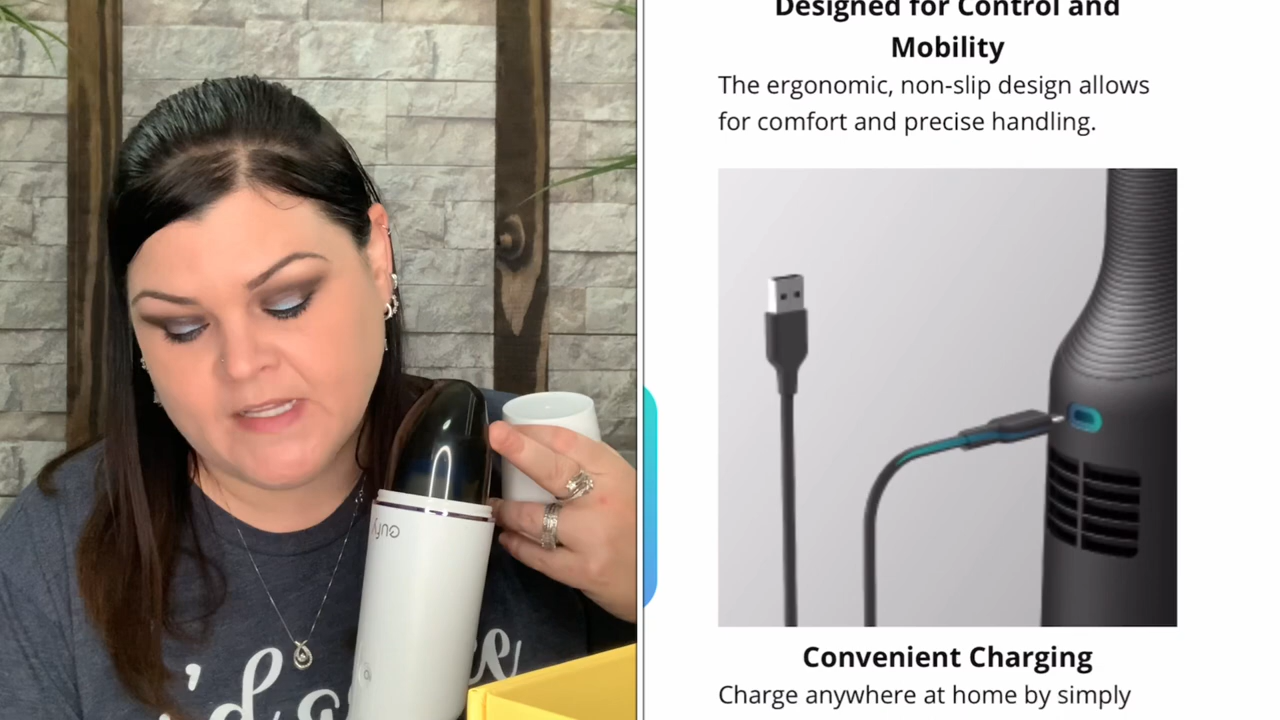 eufy
Designed for Control and
Mobility
The ergonomic, non-slip design allows
for comfort and precise handling.
Convenient Charging
Charge anywhere at home by simply